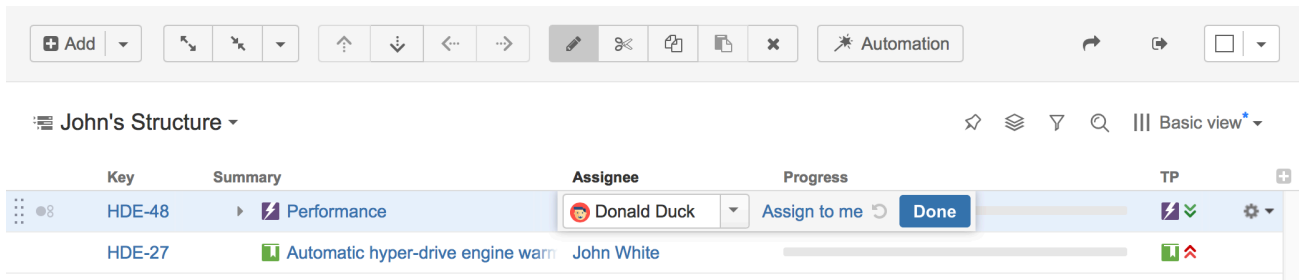 Add
Automation
John's Structure
Basic view*
Key Summary Assignee Progress TP
HDE-48 Performance Donald Duck Assign to me Done
HDE-27 Automatic hyper-drive engine warm John White